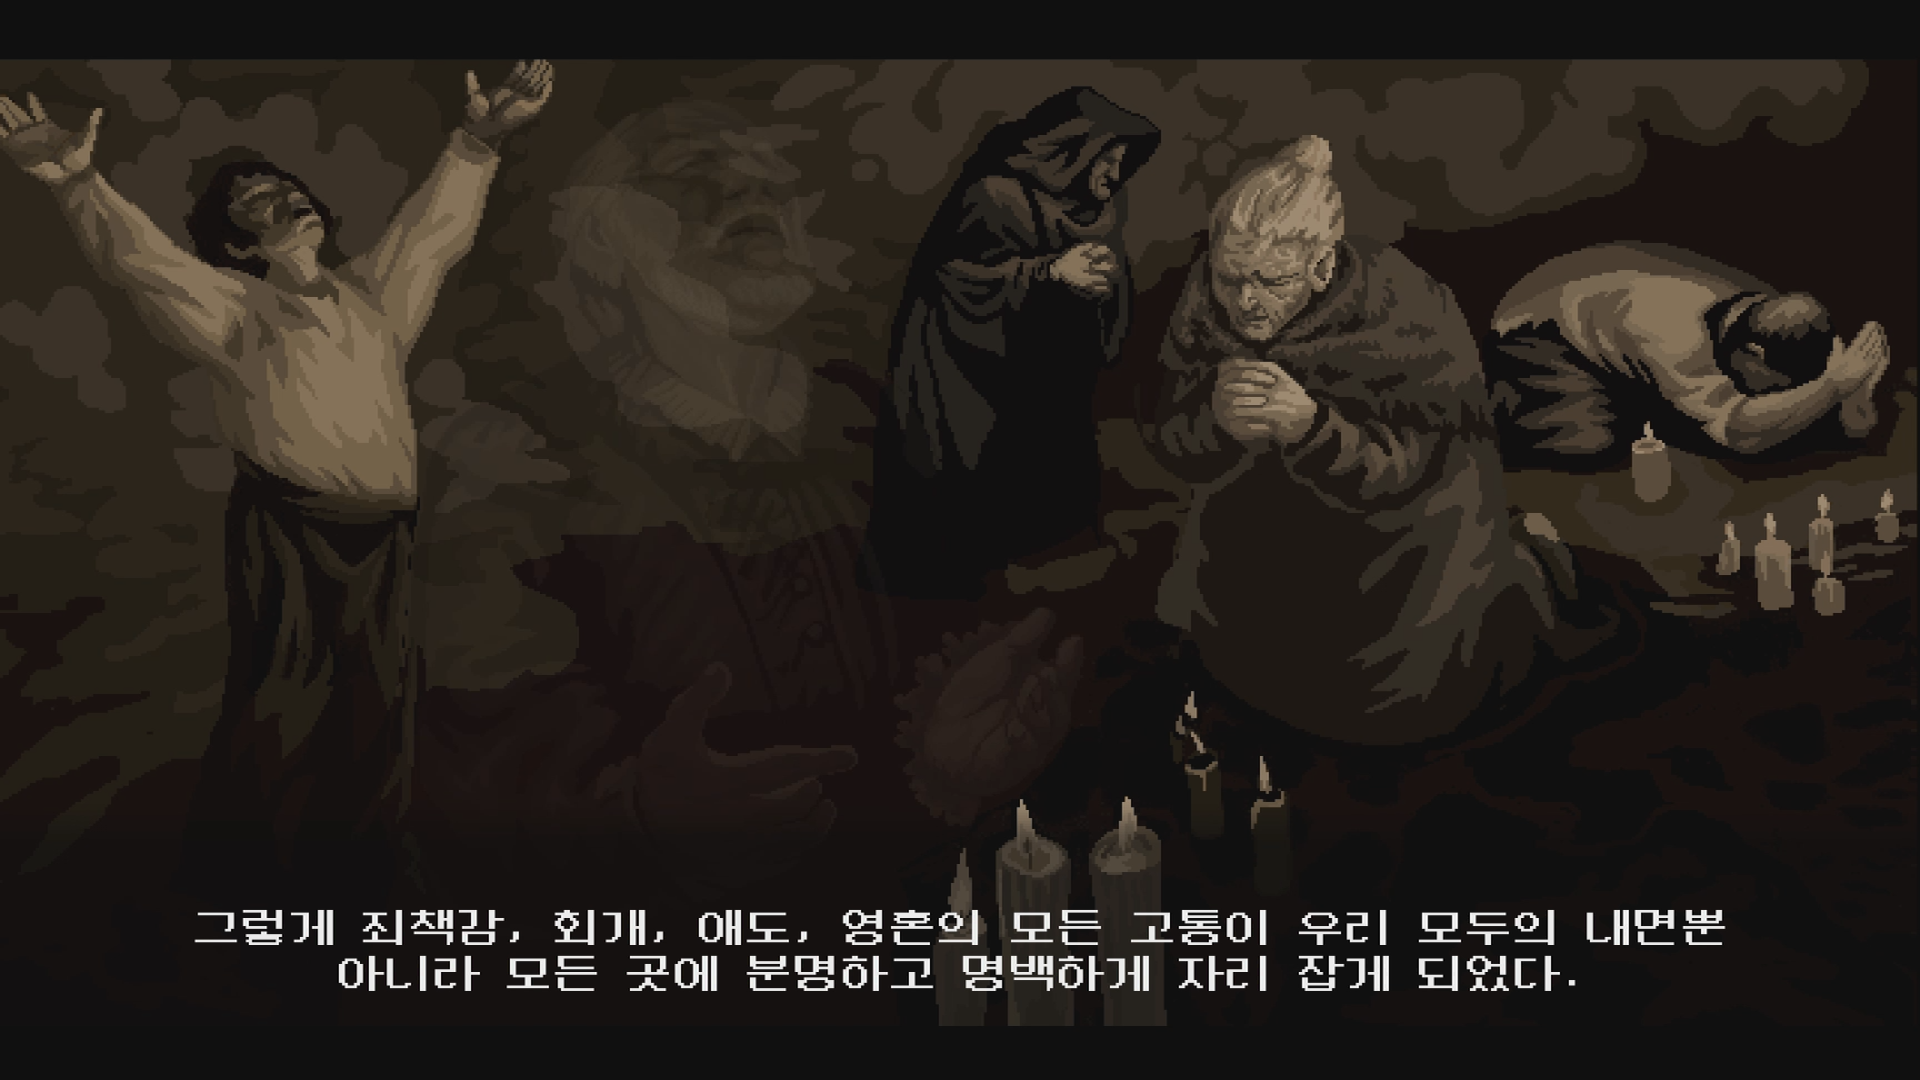 그렇게 죄책감, 회개, 애도, 영혼의 모든 고통이 우리 모두의 내면뿐
아니라 모든 곳에 분명하고 명백하게 자리 잡게 되었다.